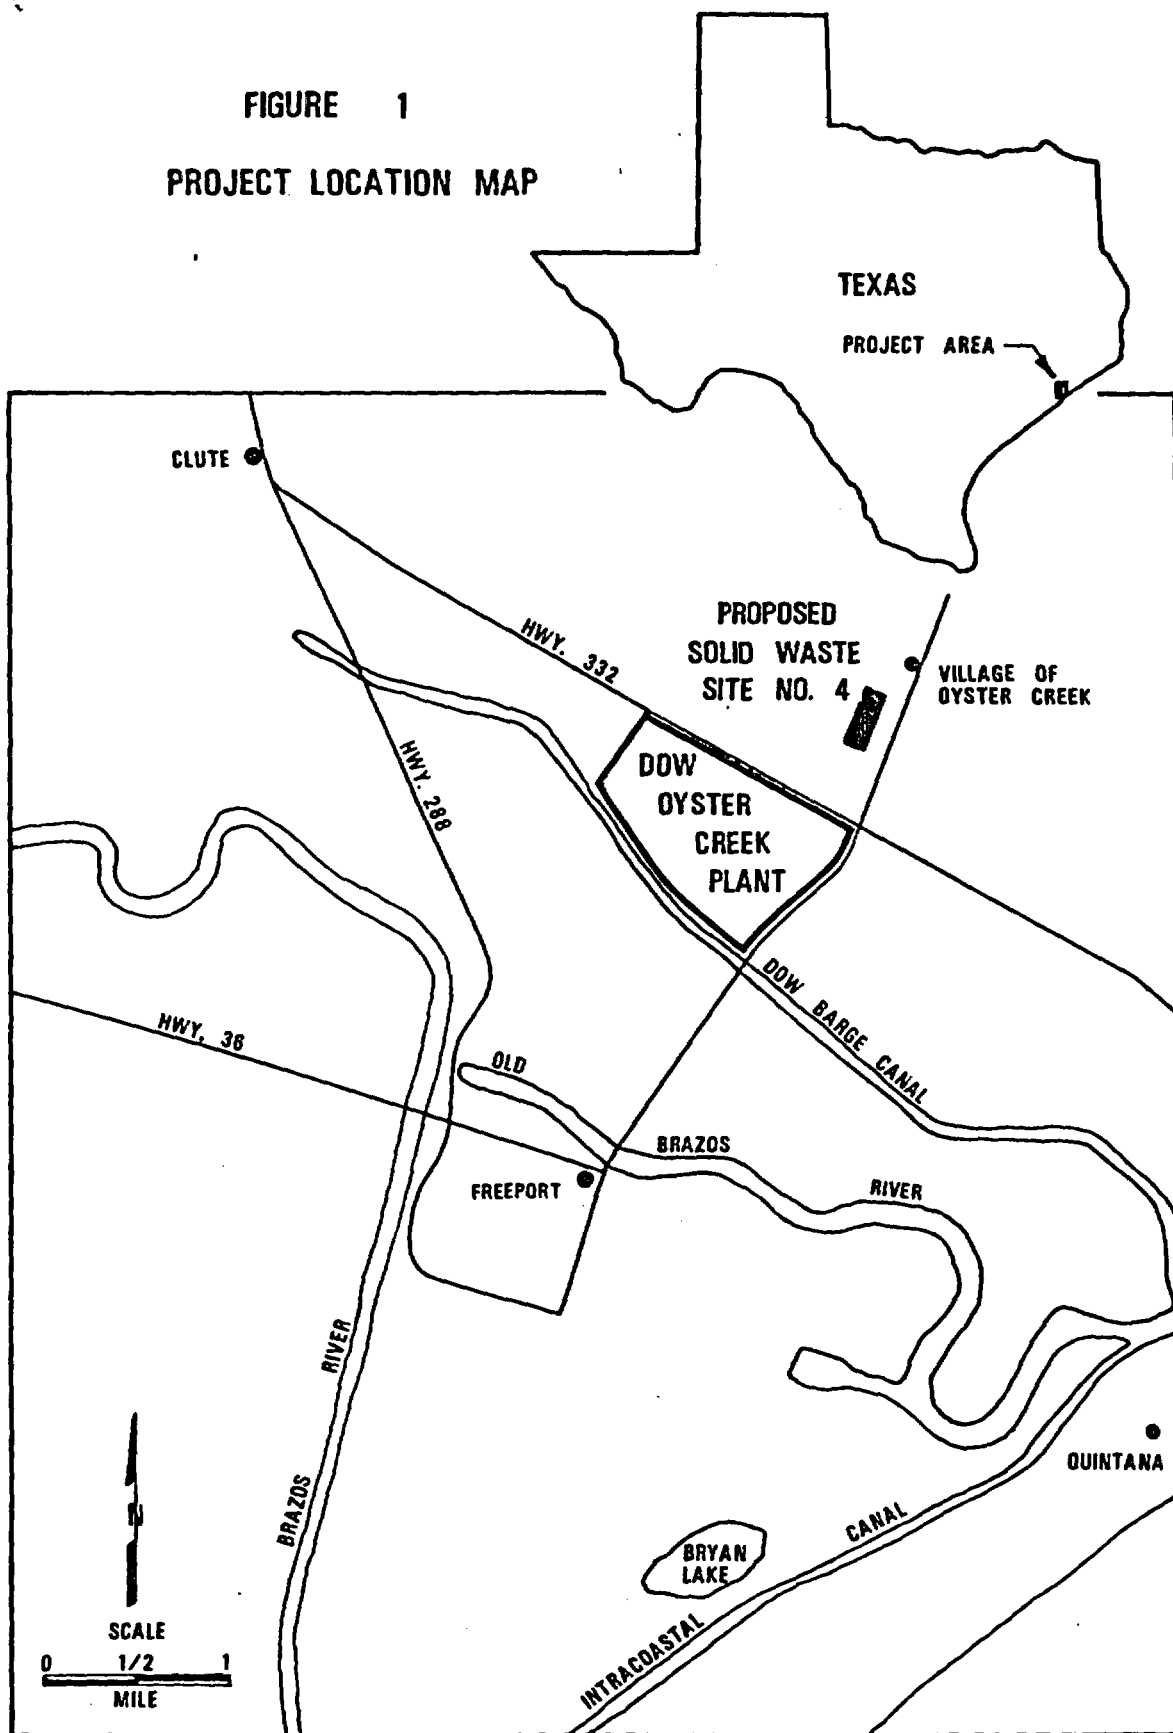 FIGURE 1
PROJECT LOCATION MAP
TEXAS
PROJECT AREA
CLUTE
HWY. 332
PROPOSED
SOLID WASTE
SITE NO. 4
VILLAGE OF
OYSTER CREEK
HWY. 288
DOW
OYSTER
CREEK
PLANT
DOW BARGE CANAL
HWY. 36
OLD
BRAZOS
RIVER
FREEPORT
RIVER
BRAZOS
QUINTANA
BRYAN
LAKE
CANAL
INTRACOASTAL
N
SCALE
0 1/2 1
MILE